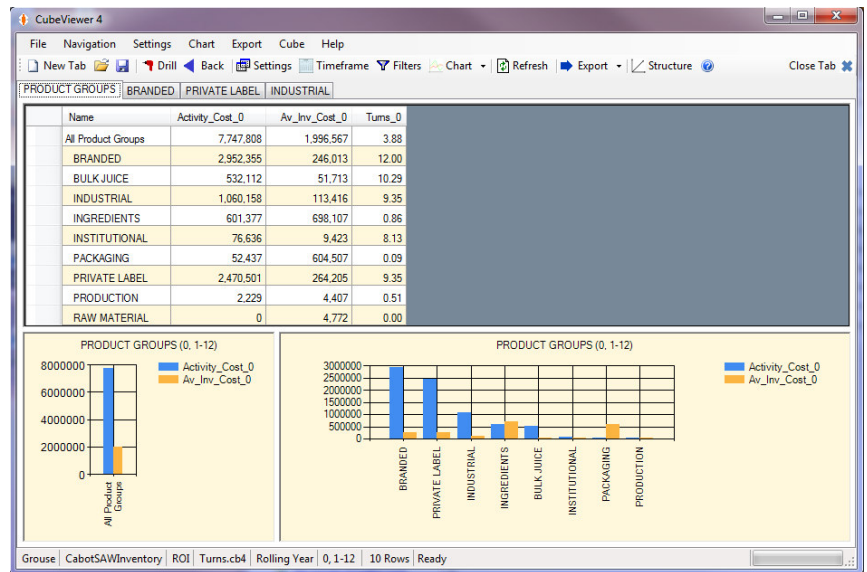 CubeViewer 4
File Navigation Settings Chart Export Cube Help
New Tab Drill Back Settings Timeframe Filters Chart Refresh Export Structure Close Tab
PRODUCT GROUPS BRANDED PRIVATE LABEL INDUSTRIAL
Name Activity_Cost_0 Av_Inv_Cost_0 Turns_0
All Product Groups 7,747,808 1,996,567 3.88
BRANDED 2,952,355 246,013 12.00
BULK JUICE 532,112 51,713 10.29
INDUSTRIAL 1,060,158 113,416 9.35
INGREDIENTS 601,377 698,107 0.86
INSTITUTIONAL 76,636 9,423 8.13
PACKAGING 52,437 604,507 0.09
PRIVATE LABEL 2,470,501 264,205 9.35
PRODUCTION 2,229 4,407 0.51
RAW MATERIAL 0 4,772 0.00
PRODUCT GROUPS (0, 1-12)
8000000
6000000
4000000
2000000
0
All Product
Groups
Activity_Cost_0
Av_Inv_Cost_0
PRODUCT GROUPS (0, 1-12)
3000000
2500000
2000000
1500000
1000000
500000
0
BRANDED
PRIVATE LABEL
INDUSTRIAL
INGREDIENTS
BULK JUICE
INSTITUTIONAL
PACKAGING
PRODUCTION
Activity_Cost_0
Av_Inv_Cost_0
Grouse CabotSAWInventory ROI Turns.cb4 Rolling Year 0, 1-12 10 Rows Ready